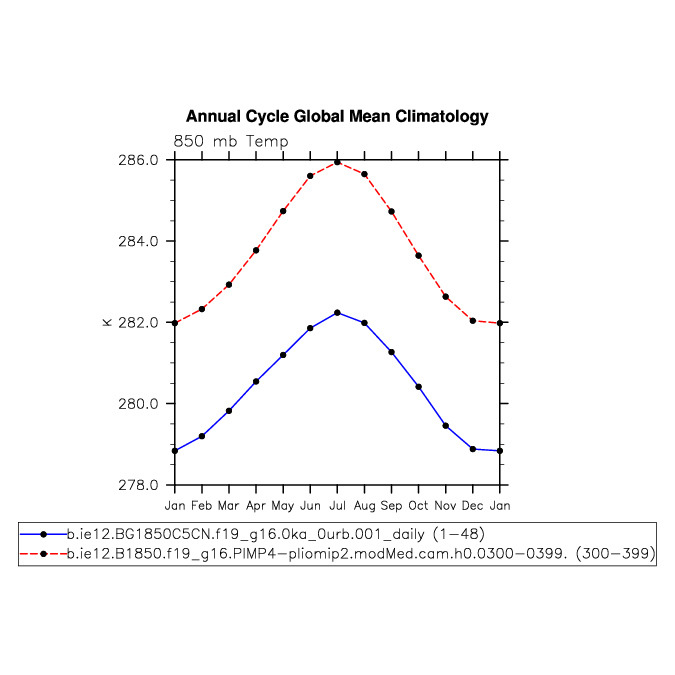 Annual Cycle Global Mean Climatology
850 mb Temp
286.0
284.0
282.0
280.0
278.0
K
Jan Feb Mar Apr May Jun Jul Aug Sep Oct Nov Dec Jan
b.ie12.BG1850C5CN.f19_g16.0ka_0urb.001_daily (1-48)
b.ie12.B1850.f19_g16.PIMP4-pliomip2.modMed.cam.h0.0300-0399. (300-399)